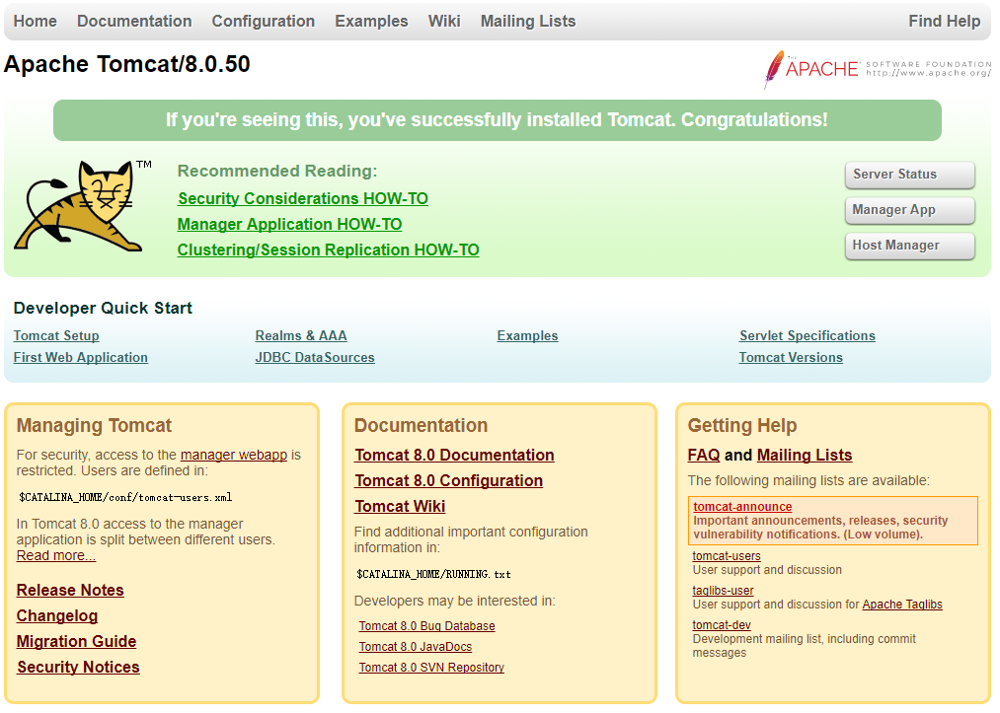 Home Documentation Configuration Examples Wiki Mailing Lists Find Help
Apache Tomcat/8.0.50
THE APACHE® SOFTWARE FOUNDATION
http://www.apache.org/
If you're seeing this, you've successfully installed Tomcat. Congratulations!
TM
Recommended Reading:
Security Considerations HOW-TO
Manager Application HOW-TO
Clustering/Session Replication HOW-TO
Server Status
Manager App
Host Manager
Developer Quick Start
Tomcat Setup
First Web Application
Realms & AAA
JDBC DataSources
Examples
Servlet Specifications
Tomcat Versions
Managing Tomcat
For security, access to the manager webapp is
restricted. Users are defined in:
$CATALINA_HOME/conf/tomcat-users.xml
In Tomcat 8.0 access to the manager
application is split between different users.
Read more...
Release Notes
Changelog
Migration Guide
Security Notices
Documentation
Tomcat 8.0 Documentation
Tomcat 8.0 Configuration
Tomcat Wiki
Find additional important configuration
information in:
$CATALINA_HOME/RUNNING.txt
Developers may be interested in:
Tomcat 8.0 Bug Database
Tomcat 8.0 JavaDocs
Tomcat 8.0 SVN Repository
Getting Help
FAQ and Mailing Lists
The following mailing lists are available:
tomcat-announce
Important announcements, releases, security
vulnerability notifications. (Low volume).
tomcat-users
User support and discussion
taglibs-user
User support and discussion for Apache Taglibs
tomcat-dev
Development mailing list, including commit
messages